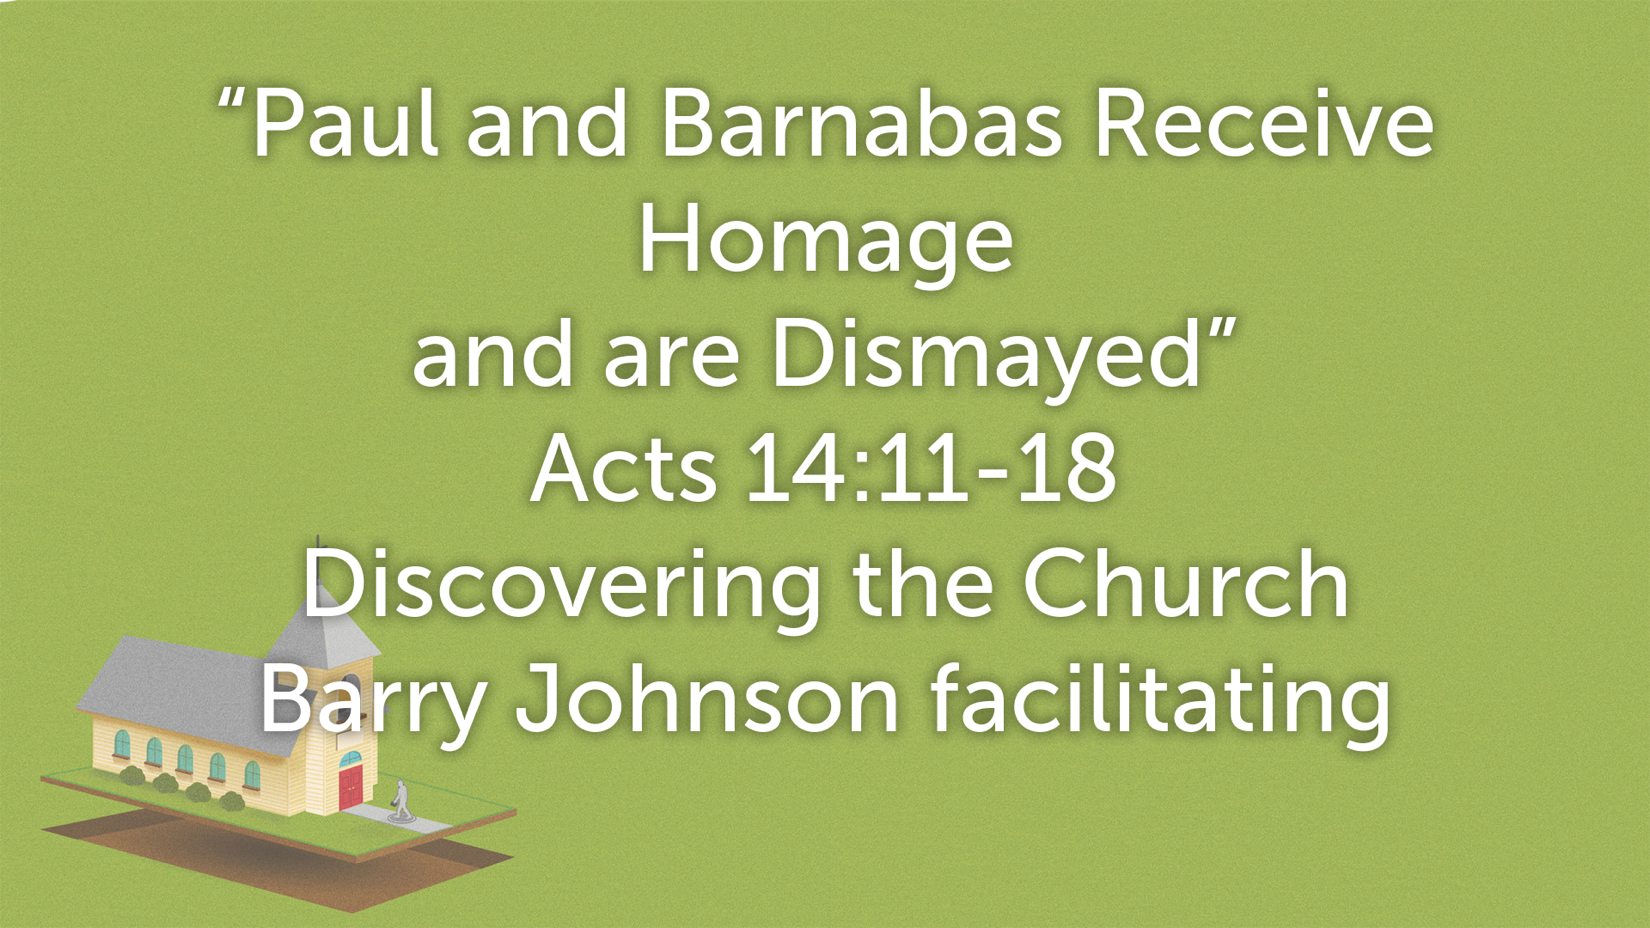 “Paul and Barnabas Receive
Homage
and are Dismayed”
Acts 14:11-18
Discovering the Church
Barry Johnson facilitating